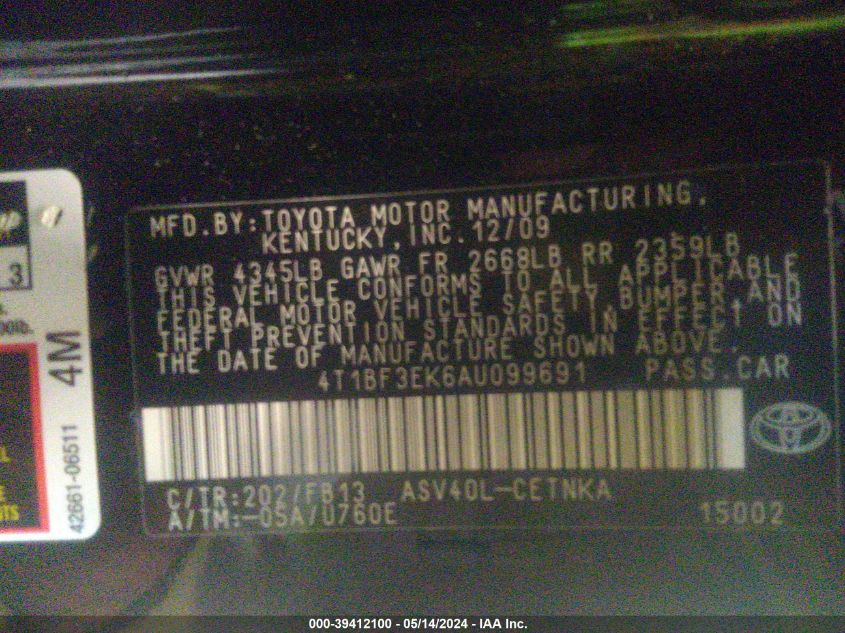 MFD.BY:TOYOTA MOTOR MANUFACTURING,
KENTUCKY,INC.12/09
GVWR 4345LB GAWR FR 2668LB RR 2359LB
THIS VEHICLE CONFORMS TO ALL APPLICABLE
FEDERAL MOTOR VEHICLE SAFETY,BUMPER,AND
THEFT PREVENTION STANDARDS IN EFFECT ON
THE DATE OF MANUFACTURE SHOWN ABOVE.
4T1BF3EK6AU099691 PASS.CAR
C/TR:202/FB13 ASV40L-CETNKA
A/TM:-05A/U760E 15002
3
4M
42661-06511
000-39412100 - 05/14/2024 - IAA Inc.